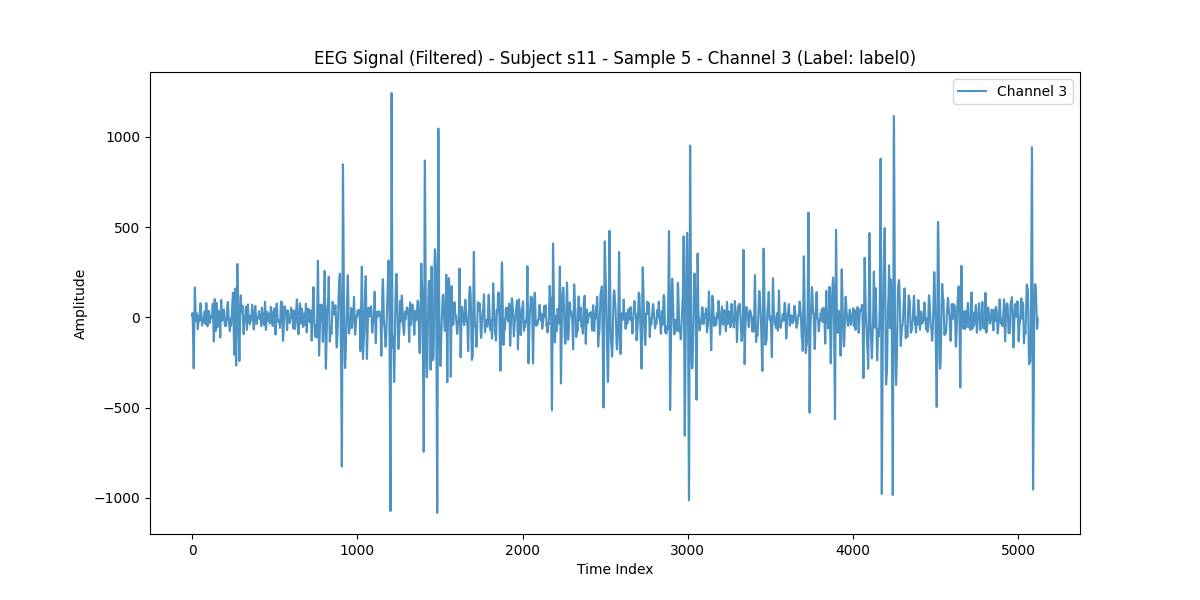 EEG Signal (Filtered) - Subject s11 - Sample 5 - Channel 3 (Label: label0)
Channel 3
1000
500
0
−500
−1000
Amplitude
0 1000 2000 3000 4000 5000
Time Index